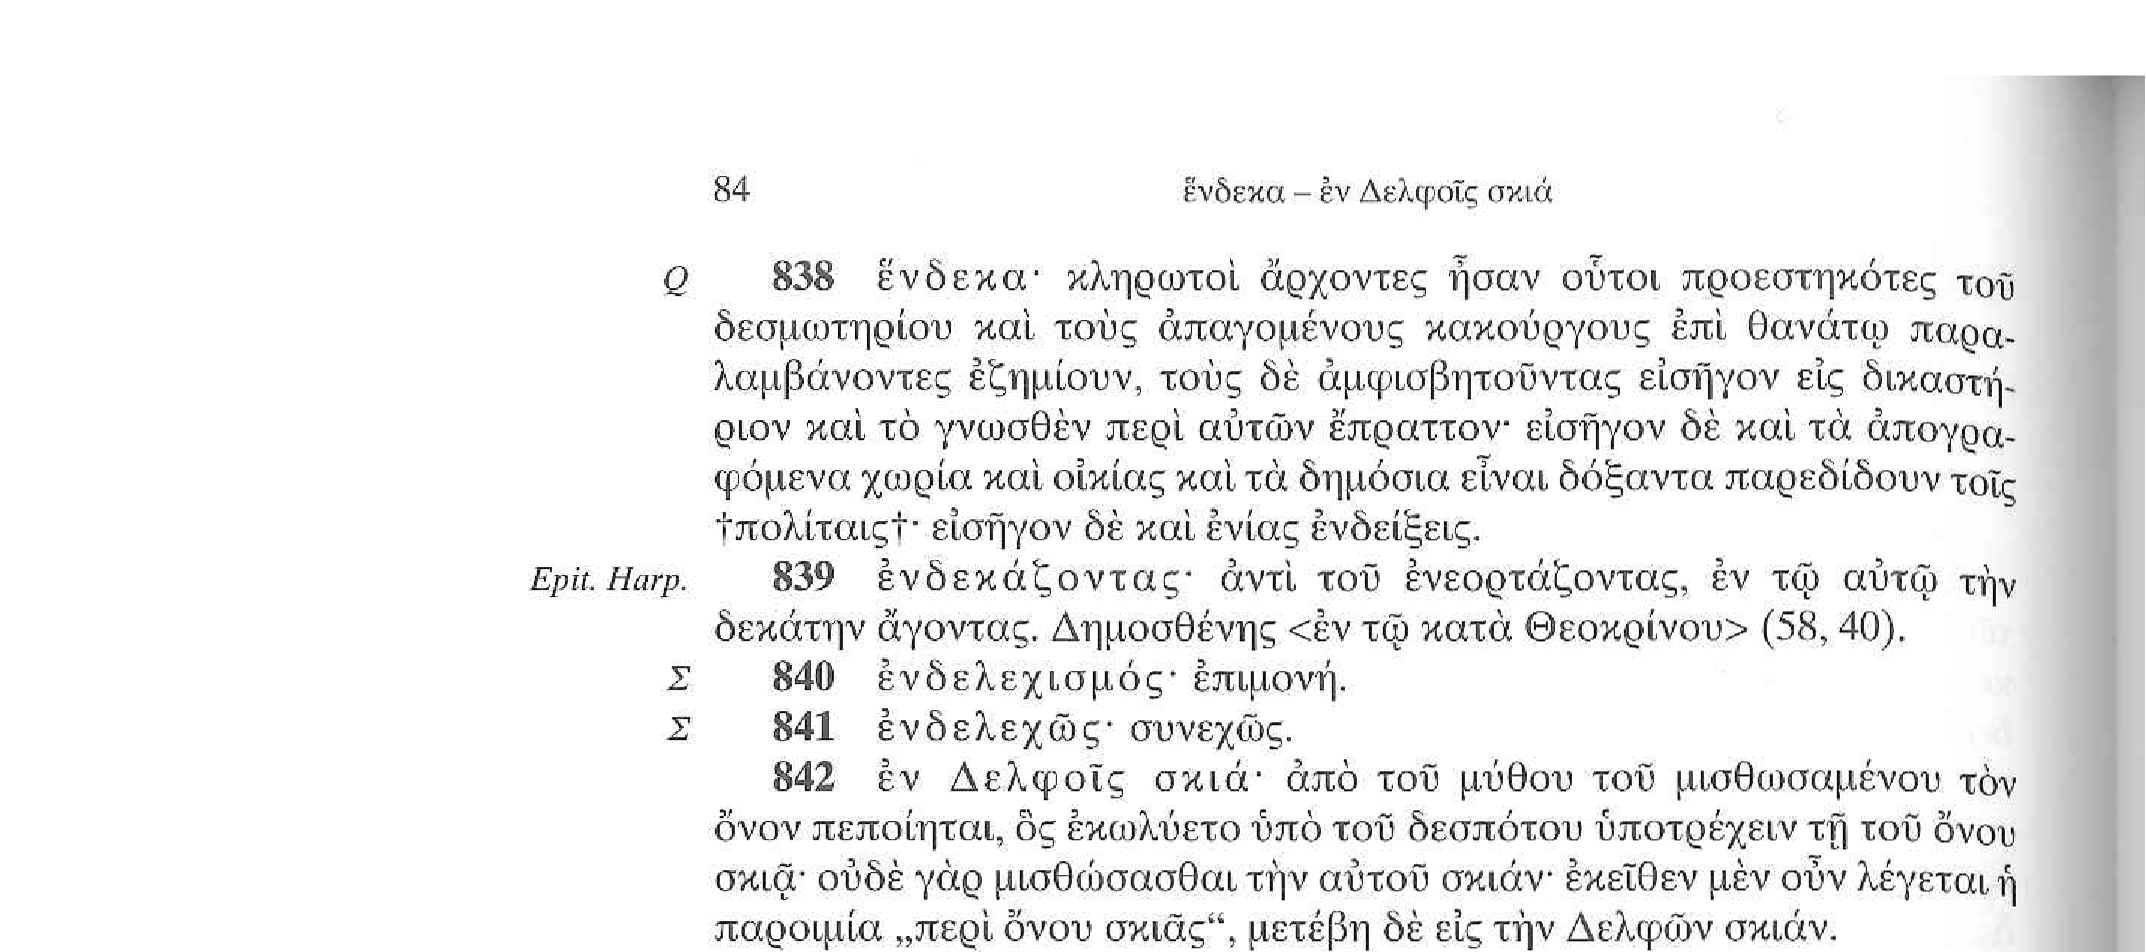 84 ἕνδεκα – ἐν Δελφοῖς σκιά
Q 838 ἕνδεκα· κληρωτοὶ ἄρχοντες ἦσαν οὗτοι προεστηκότες τοῦ
δεσμωτηρίου καὶ τοὺς ἀπαγομένους κακούργους ἐπὶ θανάτῳ παρα-
λαμβάνοντες ἐζημίουν, τοὺς δὲ ἀμφισβητοῦντας εἰσῆγον εἰς δικαστή-
ριον καὶ τὸ γνωσθὲν περὶ αὐτῶν ἔπραττον· εἰσῆγον δὲ καὶ τὰ ἀπογρα-
φόμενα χωρία καὶ οἰκίας καὶ τὰ δημόσια εἶναι δόξαντα παρεδίδουν τοῖς
†πολίταις†· εἰσῆγον δὲ καὶ ἐνίας ἐνδείξεις.
Epit. Harp. 839 ἐνδεκάζοντας· ἀντὶ τοῦ ἐνεορτάζοντας, ἐν τῷ αὐτῷ τὴν
δεκάτην ἄγοντας. Δημοσθένης <ἐν τῷ κατὰ Θεοκρίνου> (58, 40).
Σ 840 ἐνδελεχισμός· ἐπιμονή.
Σ 841 ἐνδελεχῶς· συνεχῶς.
842 ἐν Δελφοῖς σκιά· ἀπὸ τοῦ μύθου τοῦ μισθωσαμένου τὸν
ὄνον πεποίηται, ὃς ἐκωλύετο ὑπὸ τοῦ δεσπότου ὑποτρέχειν τῇ τοῦ ὄνου
σκιᾷ· οὐδὲ γὰρ μισθώσασθαι τὴν αὐτοῦ σκιάν· ἐκεῖθεν μὲν οὖν λέγεται ἡ
παροιμία „περὶ ὄνου σκιᾶς“, μετέβη δὲ εἰς τὴν Δελφῶν σκιάν.